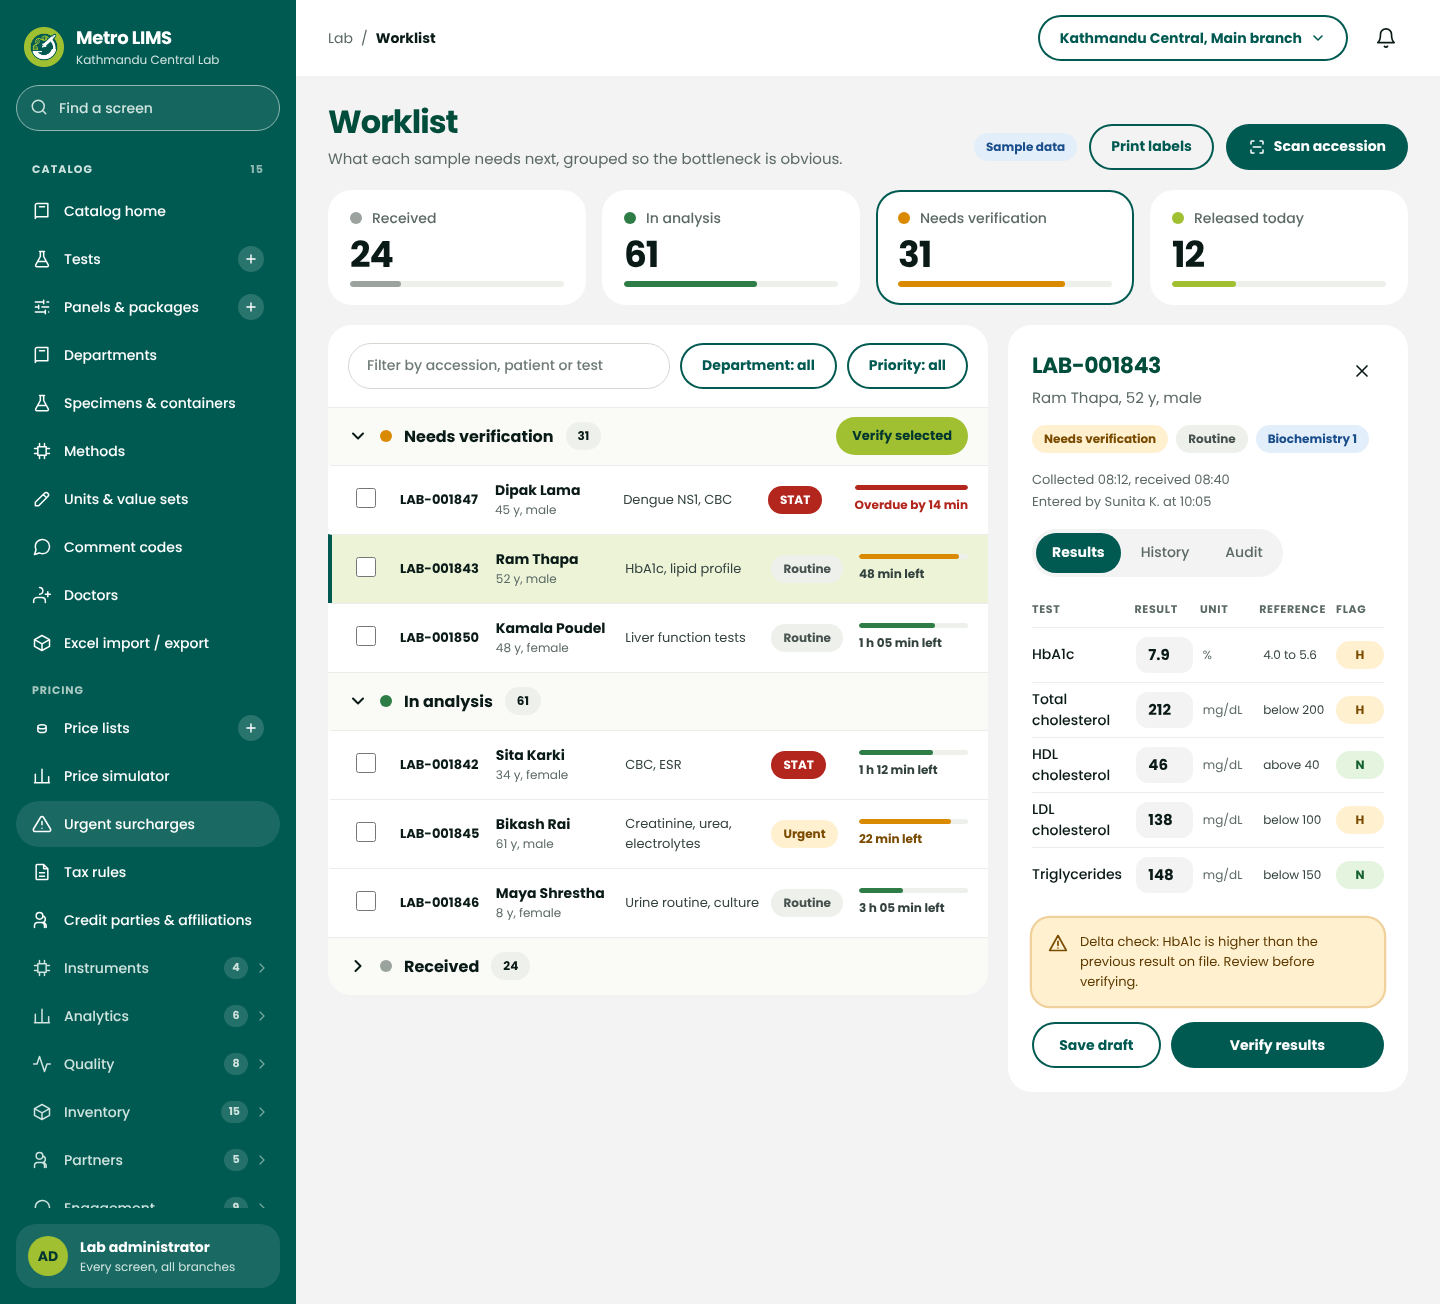 Metro LIMS
Kathmandu Central Lab
Find a screen
CATALOG 15
Catalog home
Tests
Panels & packages
Departments
Specimens & containers
Methods
Units & value sets
Comment codes
Doctors
Excel import / export
PRICING
Price lists
Price simulator
Urgent surcharges
Tax rules
Credit parties & affiliations
Instruments 4
Analytics 6
Quality 8
Inventory 15
Partners 5
Engagement 9
AD
Lab administrator
Every screen, all branches
Lab / Worklist
Kathmandu Central, Main branch
Worklist
What each sample needs next, grouped so the bottleneck is obvious.
Sample data
Print labels
Scan accession
Received
24
In analysis
61
Needs verification
31
Released today
12
Filter by accession, patient or test
Department: all
Priority: all
Needs verification 31
Verify selected
LAB-001847
Dipak Lama
45 y, male
Dengue NS1, CBC
STAT
Overdue by 14 min
LAB-001843
Ram Thapa
52 y, male
HbA1c, lipid profile
Routine
48 min left
LAB-001850
Kamala Poudel
48 y, female
Liver function tests
Routine
1 h 05 min left
In analysis 61
LAB-001842
Sita Karki
34 y, female
CBC, ESR
STAT
1 h 12 min left
LAB-001845
Bikash Rai
61 y, male
Creatinine, urea,
electrolytes
Urgent
22 min left
LAB-001846
Maya Shrestha
8 y, female
Urine routine, culture
Routine
3 h 05 min left
Received 24
LAB-001843
Ram Thapa, 52 y, male
Needs verification
Routine
Biochemistry 1
Collected 08:12, received 08:40
Entered by Sunita K. at 10:05
Results
History
Audit
TEST RESULT UNIT REFERENCE FLAG
HbA1c 7.9 % 4.0 to 5.6 H
Total
cholesterol 212 mg/dL below 200 H
HDL
cholesterol 46 mg/dL above 40 N
LDL
cholesterol 138 mg/dL below 100 H
Triglycerides 148 mg/dL below 150 N
Delta check: HbA1c is higher than the
previous result on file. Review before
verifying.
Save draft
Verify results